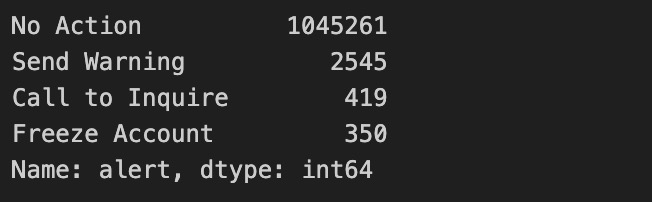 No Action          1045261
Send Warning          2545
Call to Inquire        419
Freeze Account         350
Name: alert, dtype: int64